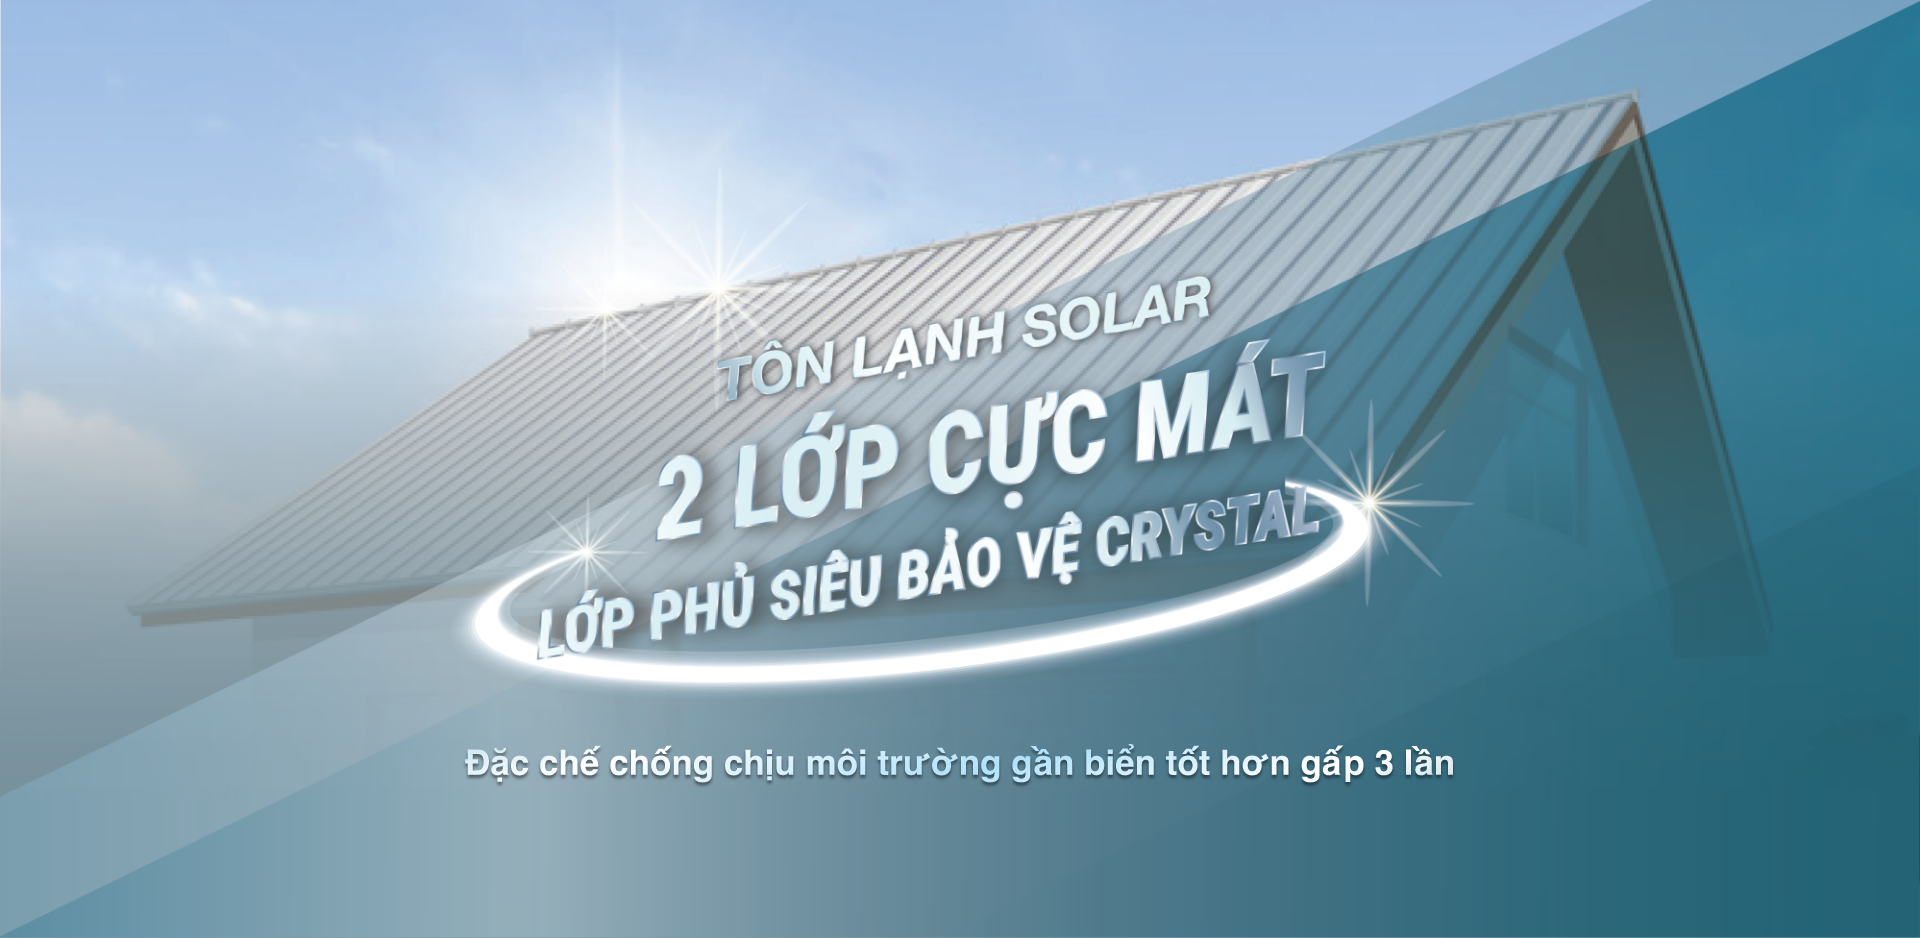 TÔN LẠNH SOLAR
2 LỚP CỰC MÁT
LỚP PHỦ SIÊU BẢO VỆ CRYSTAL
Đặc chế chống chịu môi trường gần biển tốt hơn gấp 3 lần